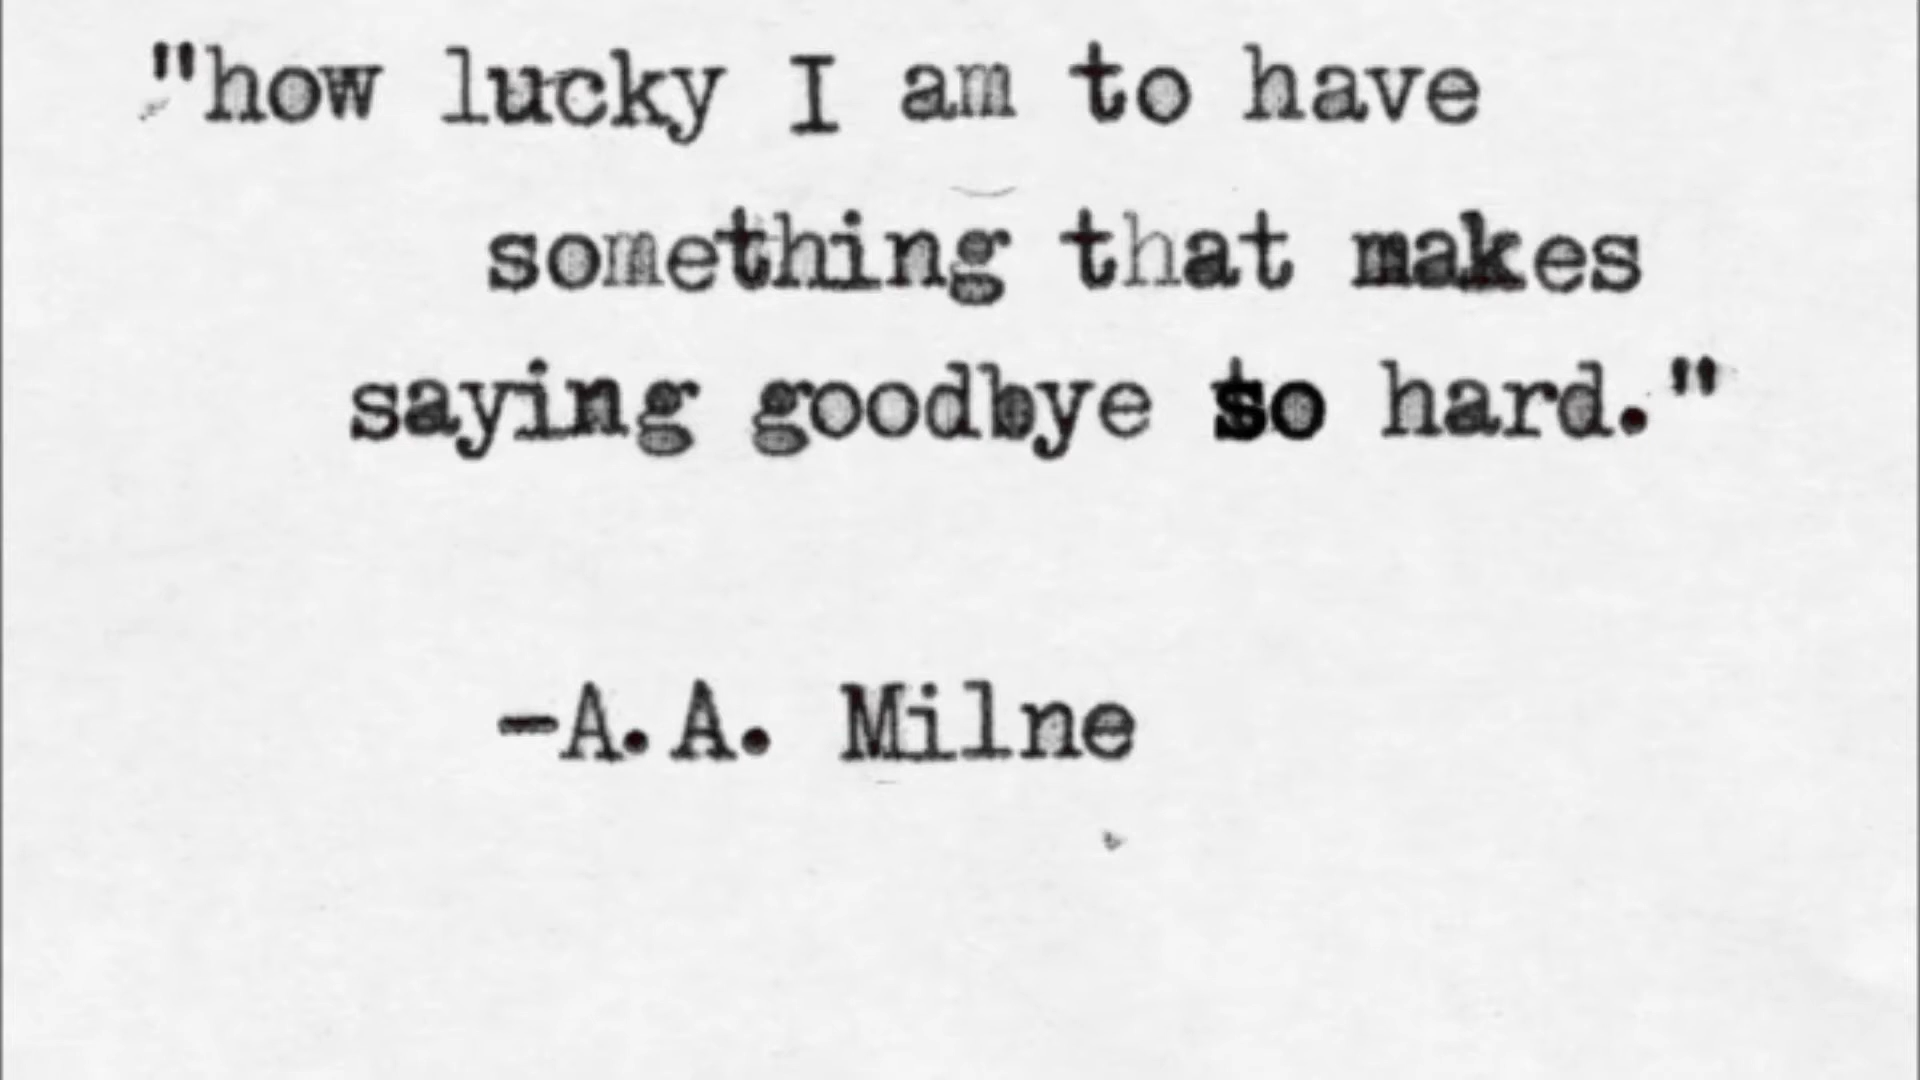 "how lucky I am to have
something that makes
saying goodbye so hard."
-A.A. Milne